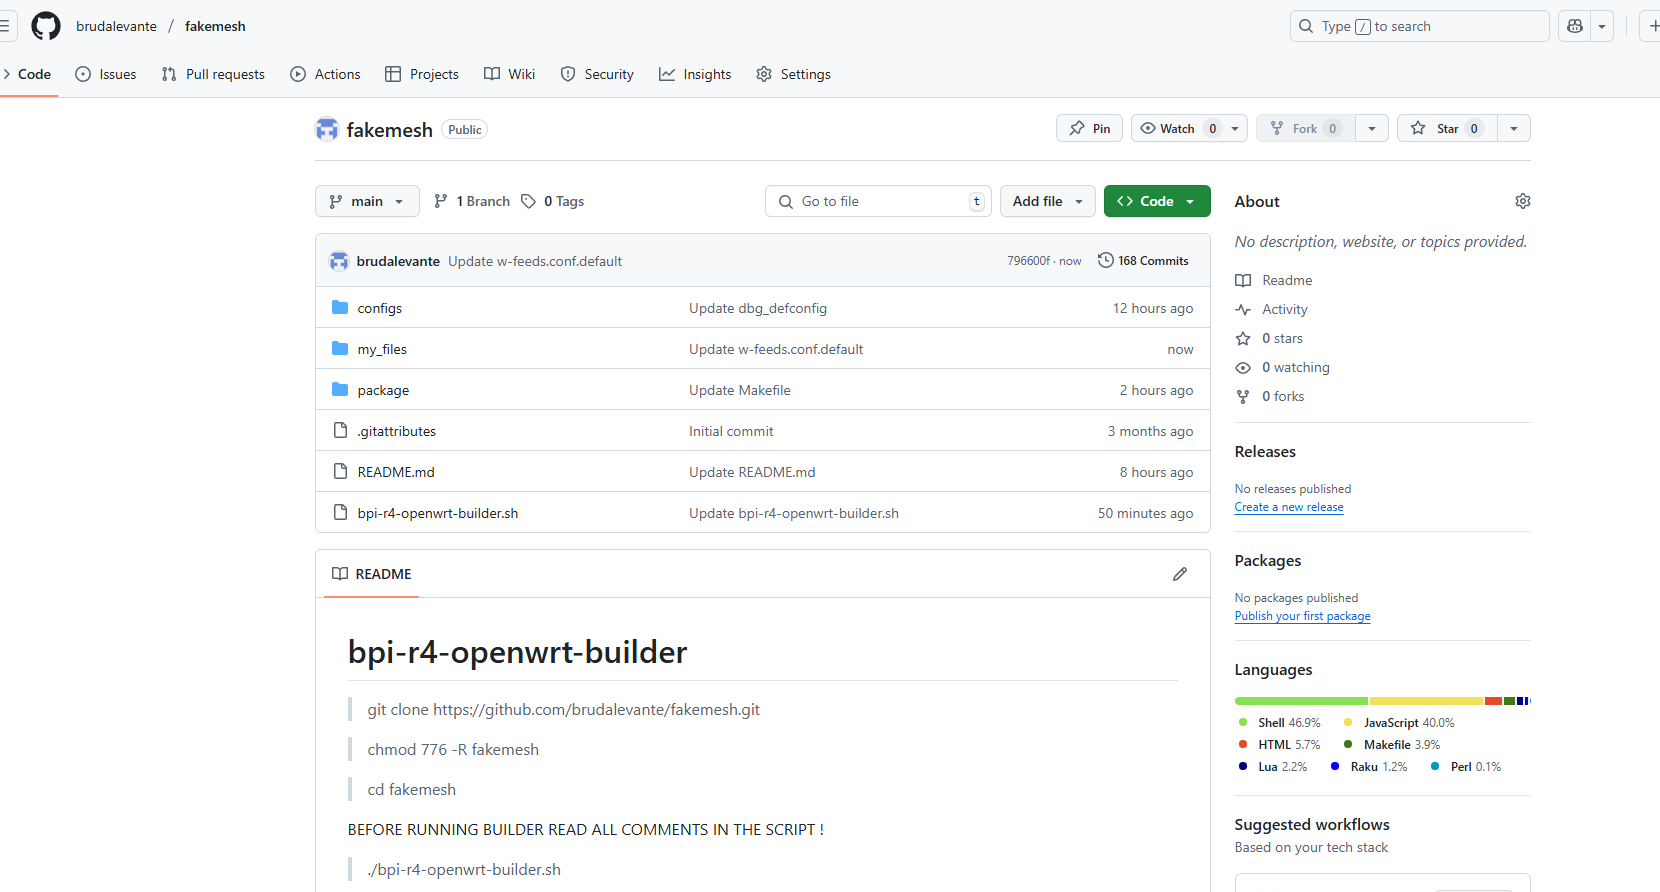 brudalevante / fakemesh
Type / to search
Code Issues Pull requests Actions Projects Wiki Security Insights Settings
fakemesh Public
Pin Watch 0 Fork 0 Star 0
main 1 Branch 0 Tags Go to file t Add file Code
brudalevante Update w-feeds.conf.default 796600f · now 168 Commits
configs Update dbg_defconfig 12 hours ago
my_files Update w-feeds.conf.default now
package Update Makefile 2 hours ago
.gitattributes Initial commit 3 months ago
README.md Update README.md 8 hours ago
bpi-r4-openwrt-builder.sh Update bpi-r4-openwrt-builder.sh 50 minutes ago
README
bpi-r4-openwrt-builder
git clone https://github.com/brudalevante/fakemesh.git
chmod 776 -R fakemesh
cd fakemesh
BEFORE RUNNING BUILDER READ ALL COMMENTS IN THE SCRIPT !
./bpi-r4-openwrt-builder.sh
About
No description, website, or topics provided.
Readme
Activity
0 stars
0 watching
0 forks
Releases
No releases published
Create a new release
Packages
No packages published
Publish your first package
Languages
Shell 46.9% JavaScript 40.0%
HTML 5.7% Makefile 3.9%
Lua 2.2% Raku 1.2% Perl 0.1%
Suggested workflows
Based on your tech stack